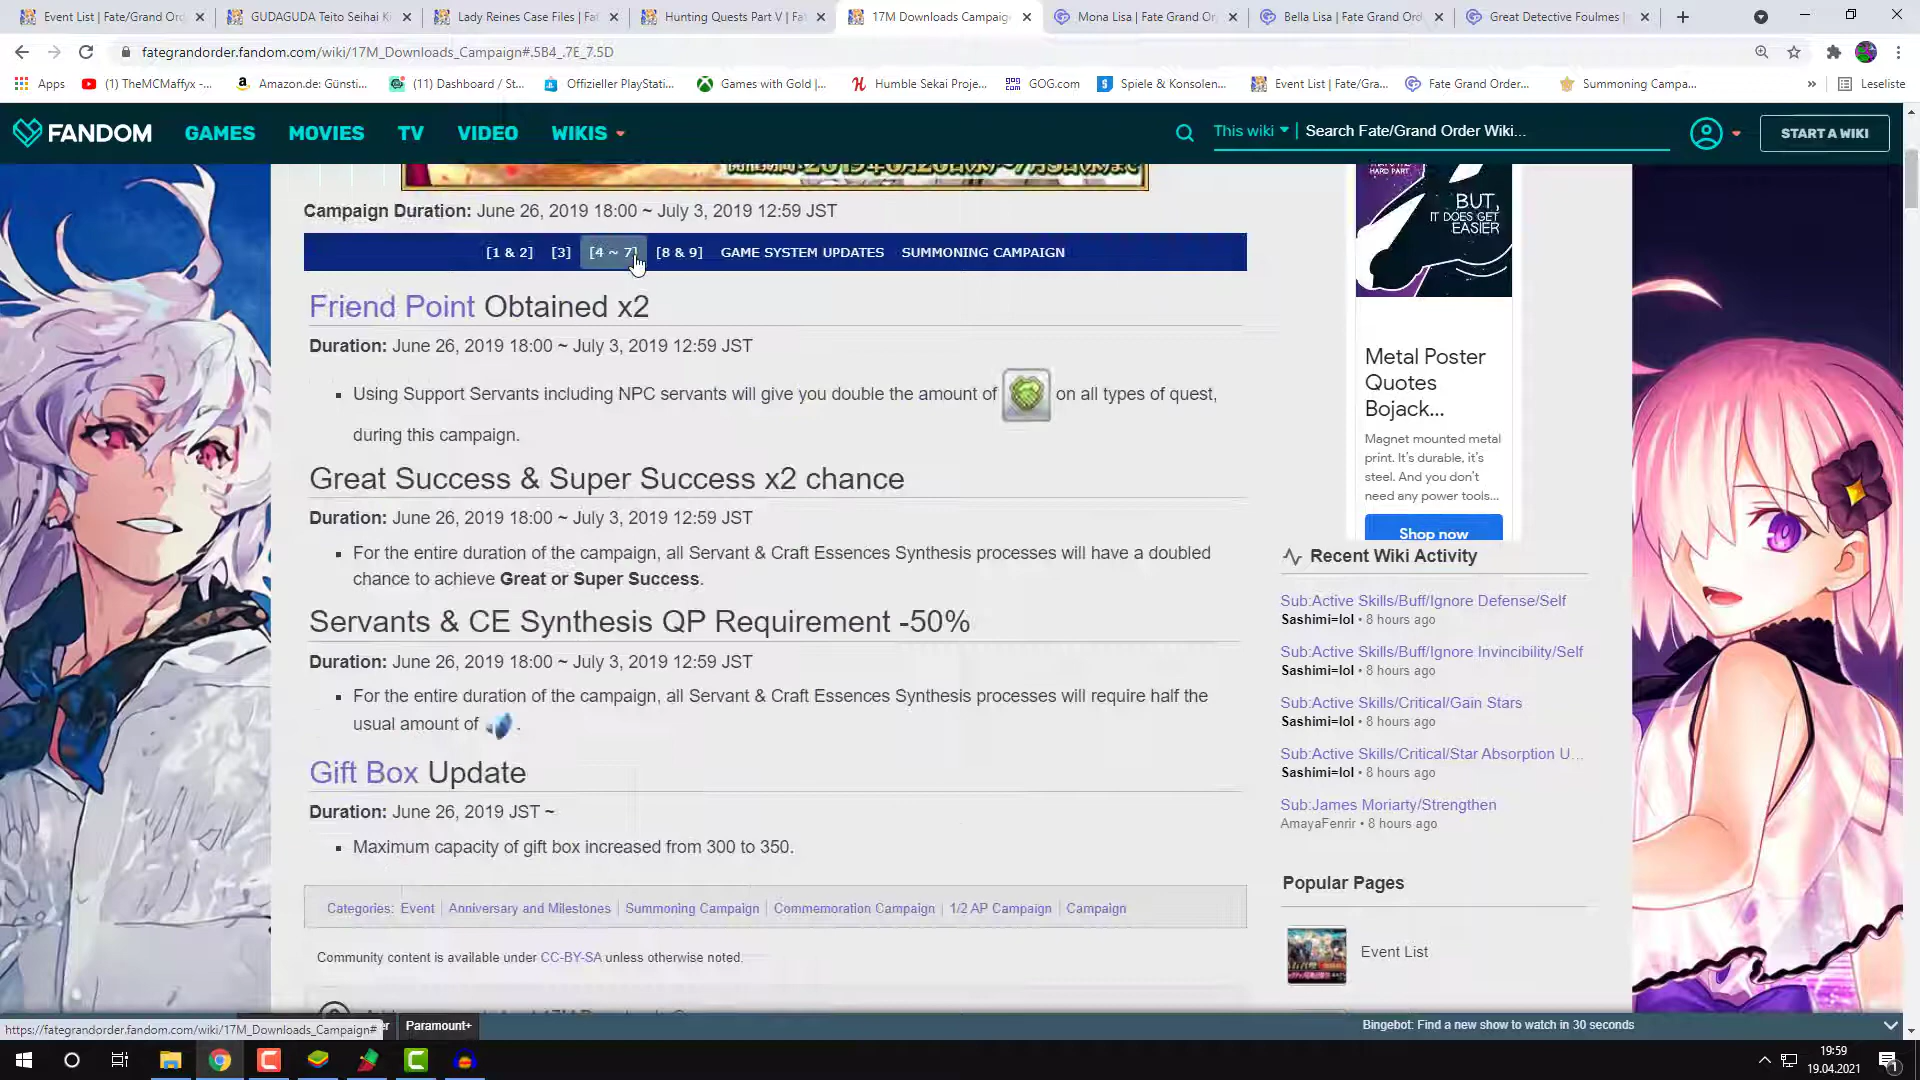 Event List | Fate/Grand Ord
GUDAGUDA Teito Seihai Ki
Lady Reines Case Files | Fat
Hunting Quests Part V | Fat
17M Downloads Campaig
Mona Lisa | Fate Grand Or
Bella Lisa | Fate Grand Ord
Great Detective Foulmes |
fategrandorder.fandom.com/wiki/17M_Downloads_Campaign#.5B4_.7E_7.5D
Apps
(1) TheMCMaffyx -...
Amazon.de: Günsti...
(11) Dashboard / St...
Offizieller PlayStati...
Games with Gold |...
Humble Sekai Proje...
GOG.com
Spiele & Konsolen...
Event List | Fate/Gra...
Fate Grand Order...
Summoning Campa...
»
Leseliste
FANDOM
GAMES
MOVIES
TV
VIDEO
WIKIS
This wiki
Search Fate/Grand Order Wiki...
START A WIKI
Campaign Duration: June 26, 2019 18:00 ~ July 3, 2019 12:59 JST
[1 & 2] [3] [4 ~ 7] [8 & 9] GAME SYSTEM UPDATES SUMMONING CAMPAIGN
Friend Point Obtained x2
Duration: June 26, 2019 18:00 ~ July 3, 2019 12:59 JST
Using Support Servants including NPC servants will give you double the amount of on all types of quest,
during this campaign.
Great Success & Super Success x2 chance
Duration: June 26, 2019 18:00 ~ July 3, 2019 12:59 JST
For the entire duration of the campaign, all Servant & Craft Essences Synthesis processes will have a doubled
chance to achieve Great or Super Success.
Servants & CE Synthesis QP Requirement -50%
Duration: June 26, 2019 18:00 ~ July 3, 2019 12:59 JST
For the entire duration of the campaign, all Servant & Craft Essences Synthesis processes will require half the
usual amount of .
Gift Box Update
Duration: June 26, 2019 JST ~
Maximum capacity of gift box increased from 300 to 350.
Categories: Event | Anniversary and Milestones | Summoning Campaign | Commemoration Campaign | 1/2 AP Campaign | Campaign
Community content is available under CC-BY-SA unless otherwise noted.
HARD PART
BUT,
IT DOES GET
EASIER
Metal Poster
Quotes
Bojack...
Magnet mounted metal
print. It's durable, it's
steel. And you don't
need any power tools...
Shop now
Recent Wiki Activity
Sub:Active Skills/Buff/Ignore Defense/Self
Sashimi=lol • 8 hours ago
Sub:Active Skills/Buff/Ignore Invincibility/Self
Sashimi=lol • 8 hours ago
Sub:Active Skills/Critical/Gain Stars
Sashimi=lol • 8 hours ago
Sub:Active Skills/Critical/Star Absorption U...
Sashimi=lol • 8 hours ago
Sub:James Moriarty/Strengthen
AmayaFenrir • 8 hours ago
Popular Pages
Event List
https://fategrandorder.fandom.com/wiki/17M_Downloads_Campaign#
er
Paramount+
Bingebot: Find a new show to watch in 30 seconds
19:59
19.04.2021
1